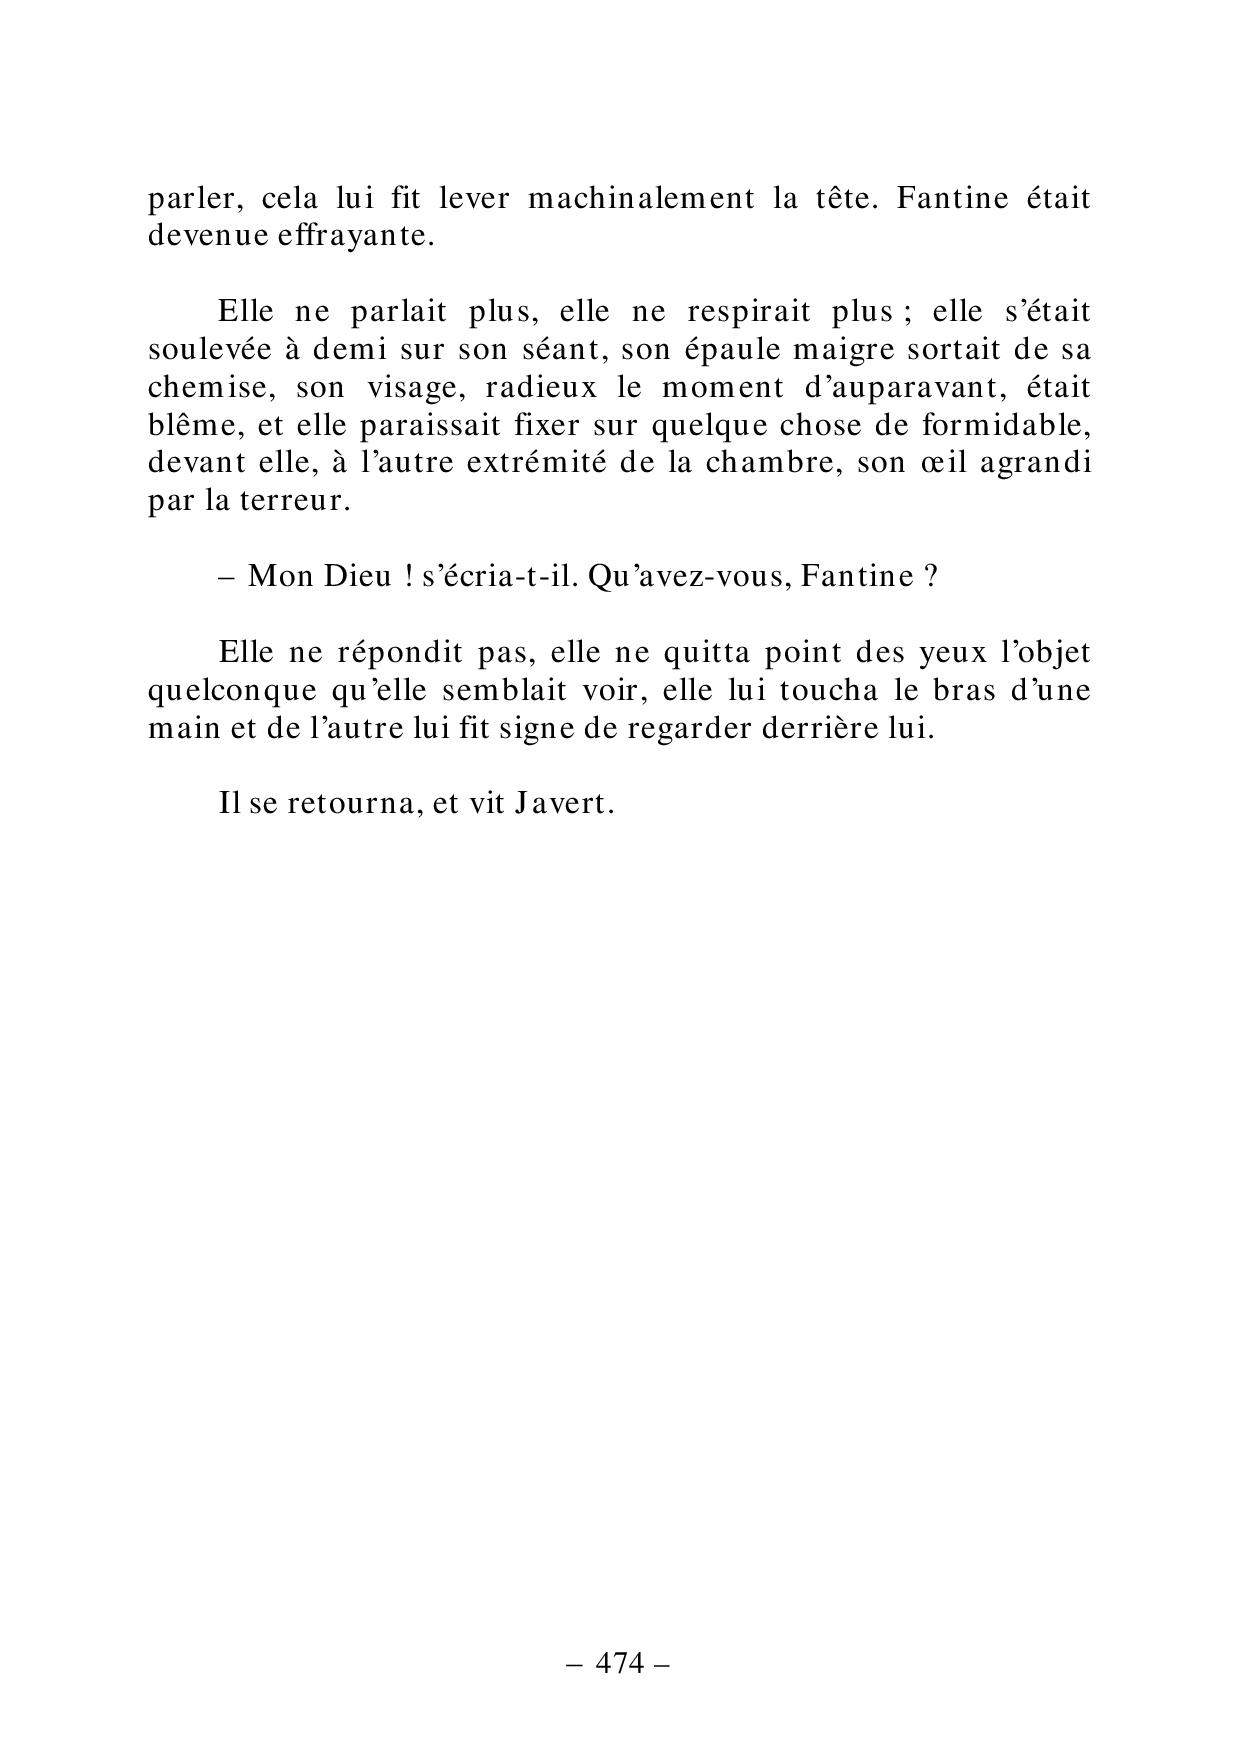 parler, cela lui fit lever machinalement la tête. Fantine était
devenue effrayante.
Elle ne parlait plus, elle ne respirait plus ; elle s’était
soulevée à demi sur son séant, son épaule maigre sortait de sa
chemise, son visage, radieux le moment d’auparavant, était
blême, et elle paraissait fixer sur quelque chose de formidable,
devant elle, à l’autre extrémité de la chambre, son œil agrandi
par la terreur.
– Mon Dieu ! s’écria-t-il. Qu’avez-vous, Fantine ?
Elle ne répondit pas, elle ne quitta point des yeux l’objet
quelconque qu’elle semblait voir, elle lui toucha le bras d’une
main et de l’autre lui fit signe de regarder derrière lui.
Il se retourna, et vit Javert.
– 474 –